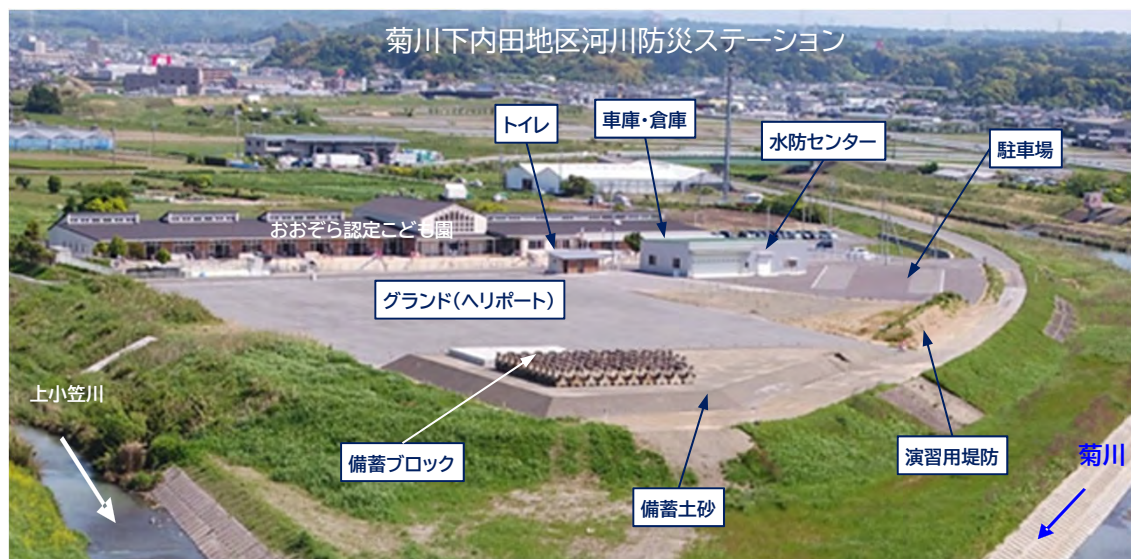 菊川下内田地区河川防災ステーション
トイレ
車庫・倉庫
水防センター
駐車場
おおぞら認定こども園
グランド（ヘリポート）
上小笠川
備蓄ブロック
備蓄土砂
演習用堤防
菊川